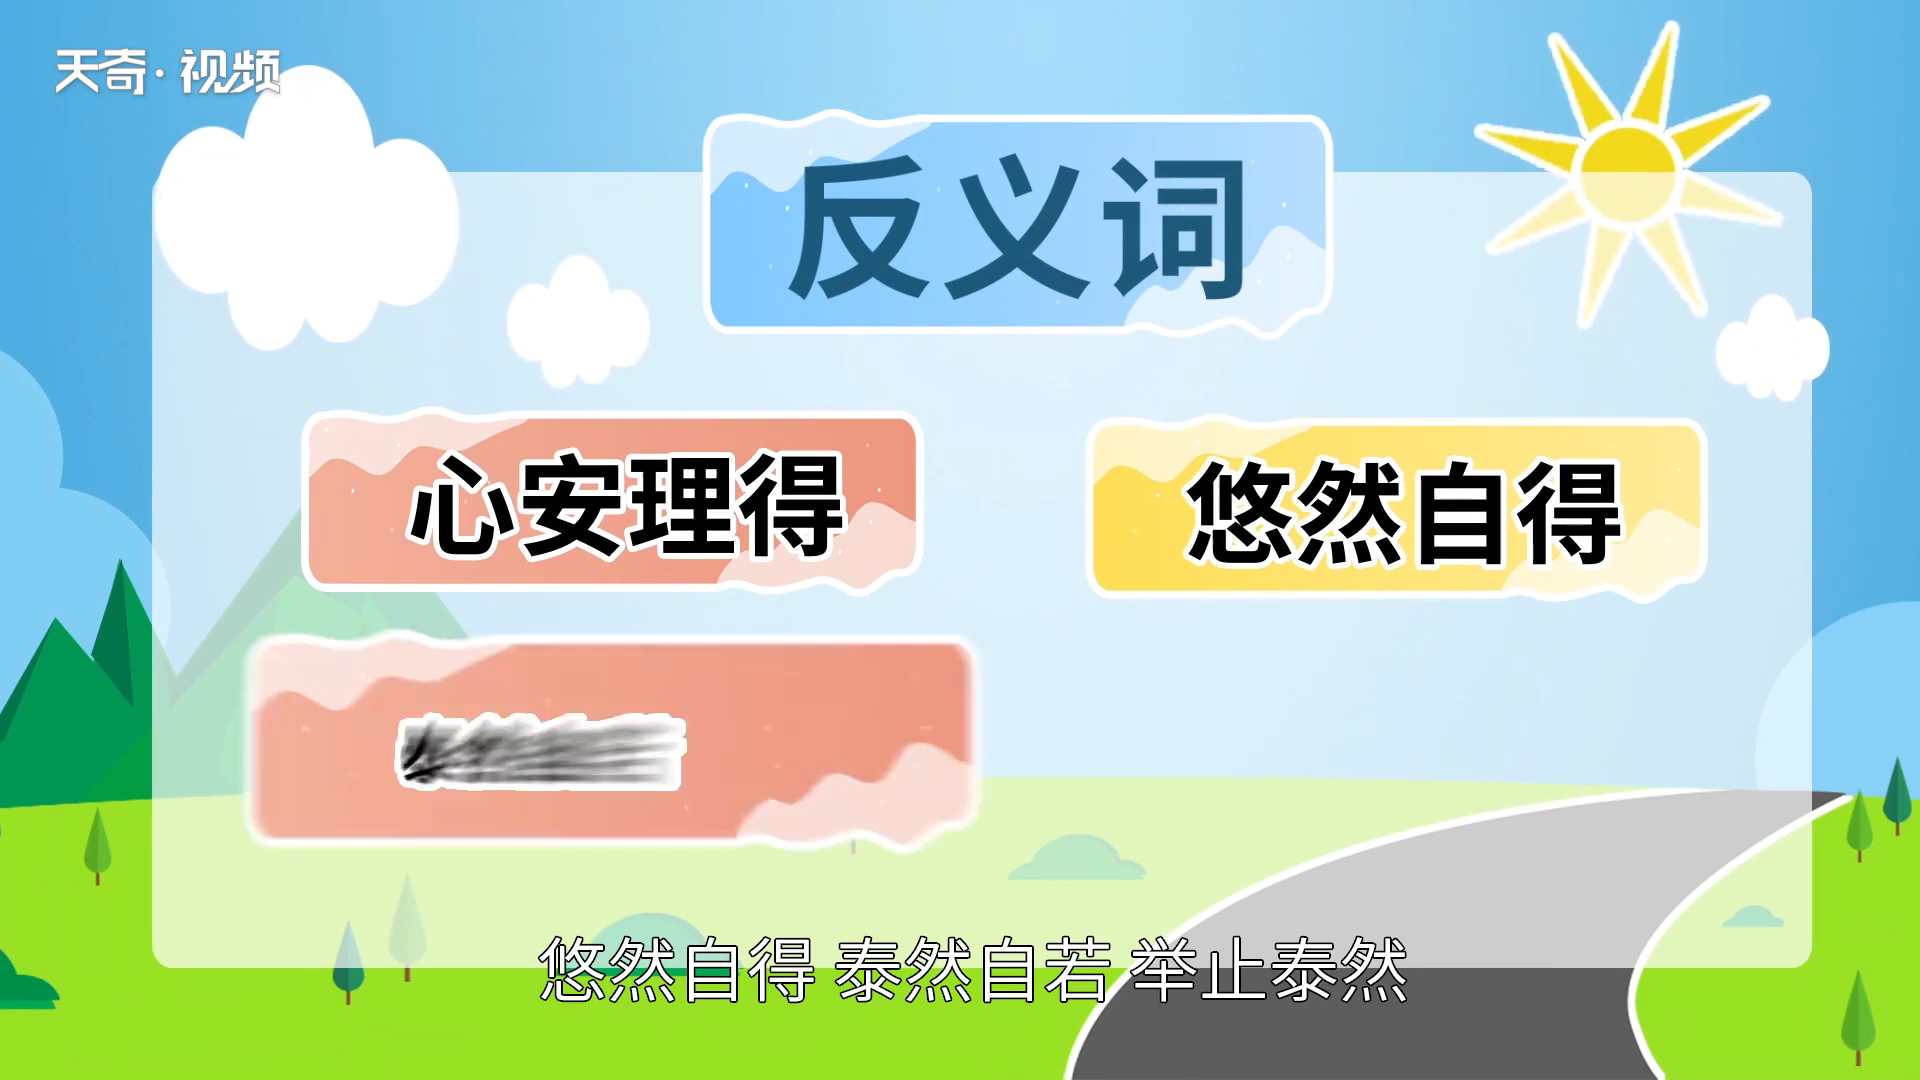 天奇·视频
反义词
心安理得
悠然自得
悠然自得 泰然自若 举止泰然